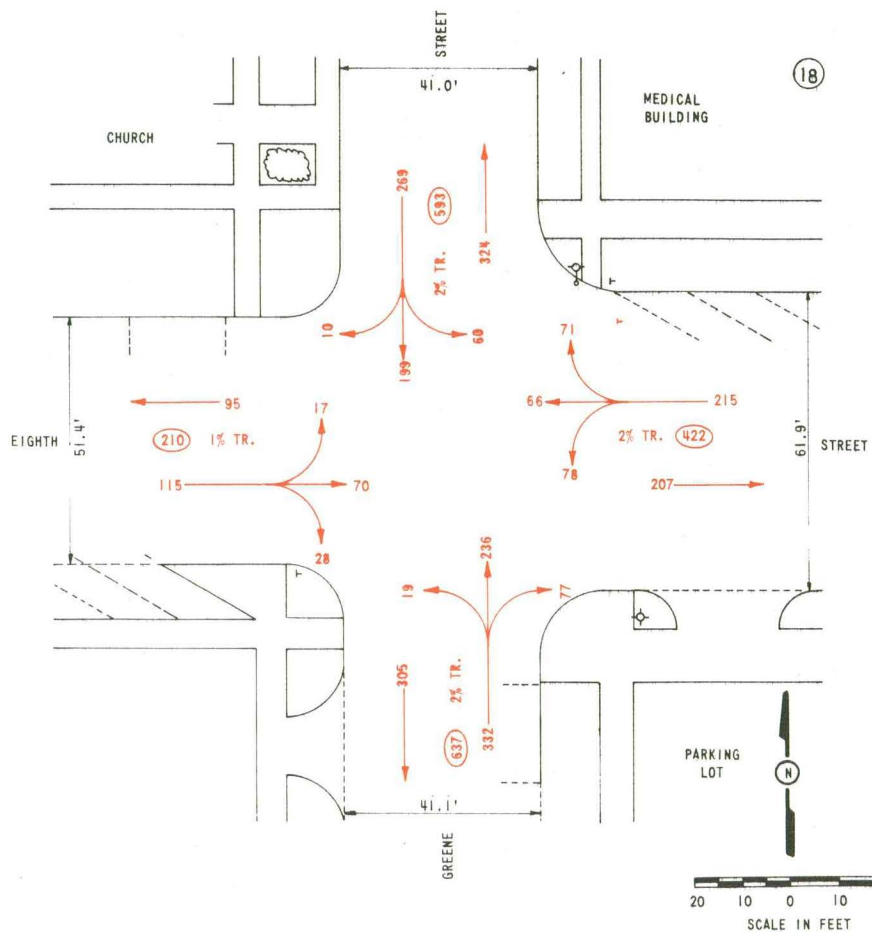 STREET
41.0'
18
MEDICAL
BUILDING
CHURCH
269
593
2% TR.
324
10
60
199
T
T
71
95
17
66
215
EIGHTH
51.4'
210 1% TR.
2% TR. 422
61.9'
STREET
115
70
78
207
28
T
236
19
77
305
2% TR.
637
332
PARKING
LOT
N
41.1'
GREENE
20 10 0 10
SCALE IN FEET